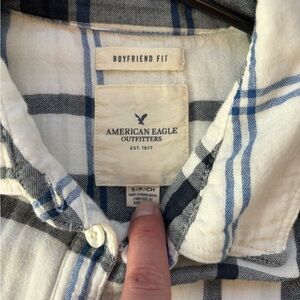 BOYFRIEND FIT
AMERICAN EAGLE
OUTFITTERS
EST. 1977
S/P/CH